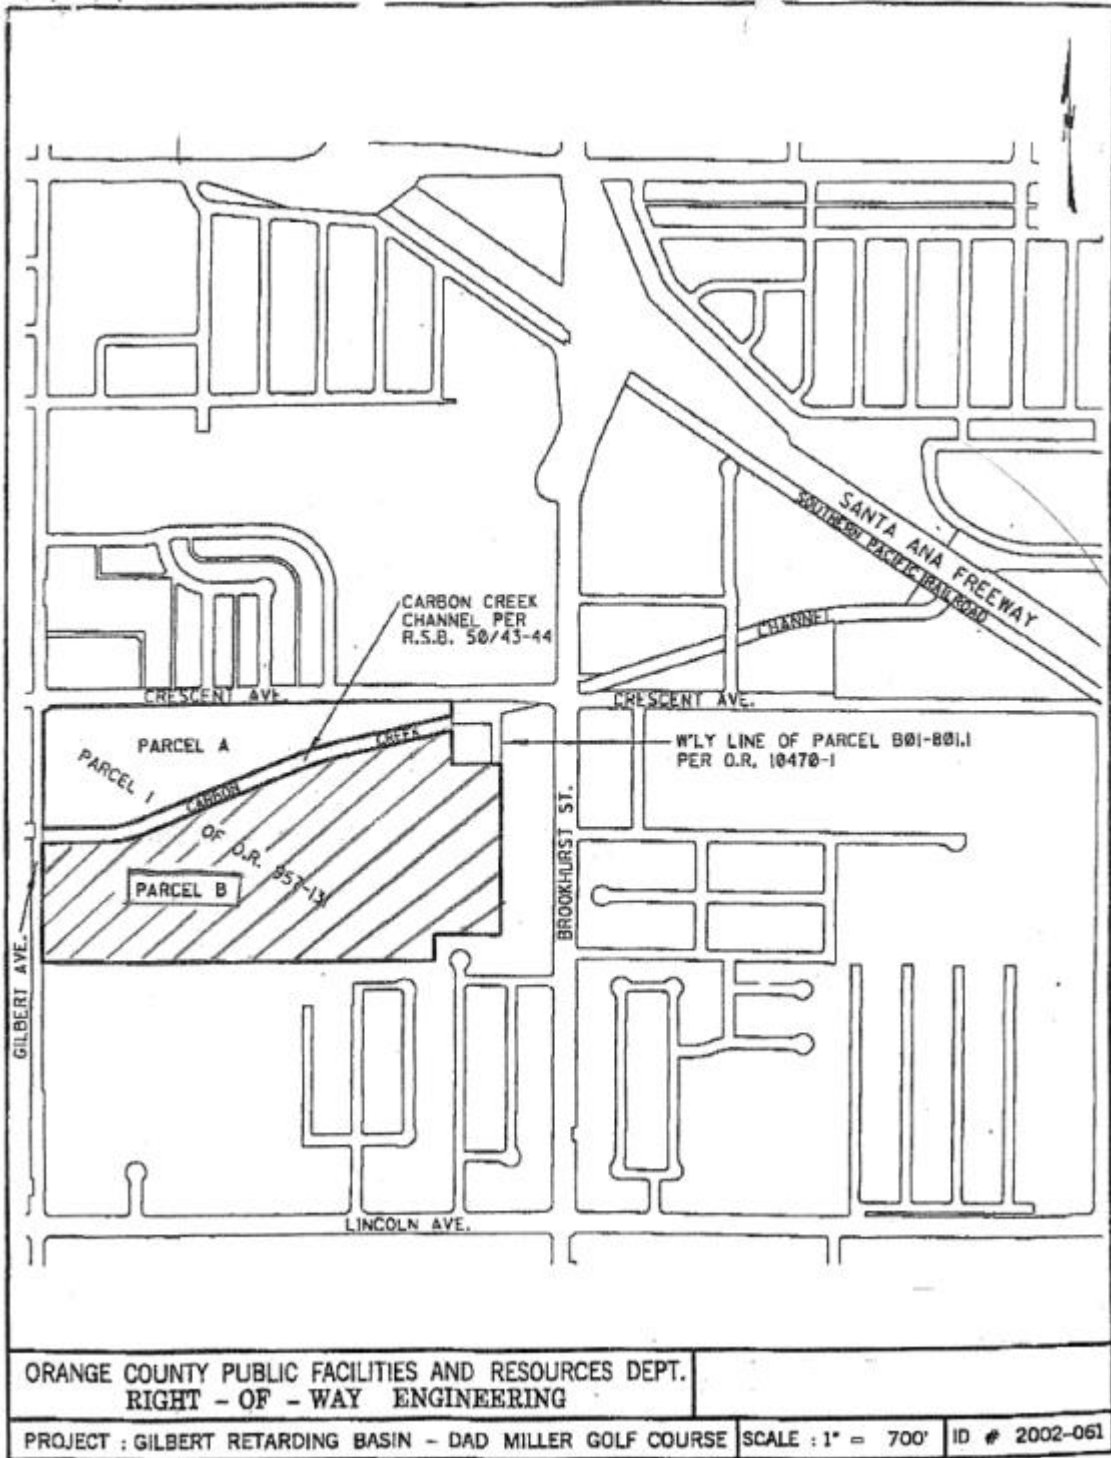 SANTA ANA FREEWAY
SOUTHERN PACIFIC RAILROAD
CARBON CREEK
CHANNEL PER
R.S.B. 50/43-44
CHANNEL
CRESCENT AVE.
CRESCENT AVE.
PARCEL A
CREEK
W'LY LINE OF PARCEL B01-801.1
PER O.R. 10470-1
PARCEL 1
CARBON
OF O.R. 957-131
PARCEL B
BROOKHURST ST.
GILBERT AVE.
LINCOLN AVE.
ORANGE COUNTY PUBLIC FACILITIES AND RESOURCES DEPT.
RIGHT - OF - WAY ENGINEERING
PROJECT : GILBERT RETARDING BASIN - DAD MILLER GOLF COURSE
SCALE : 1" = 700'
ID # 2002-061